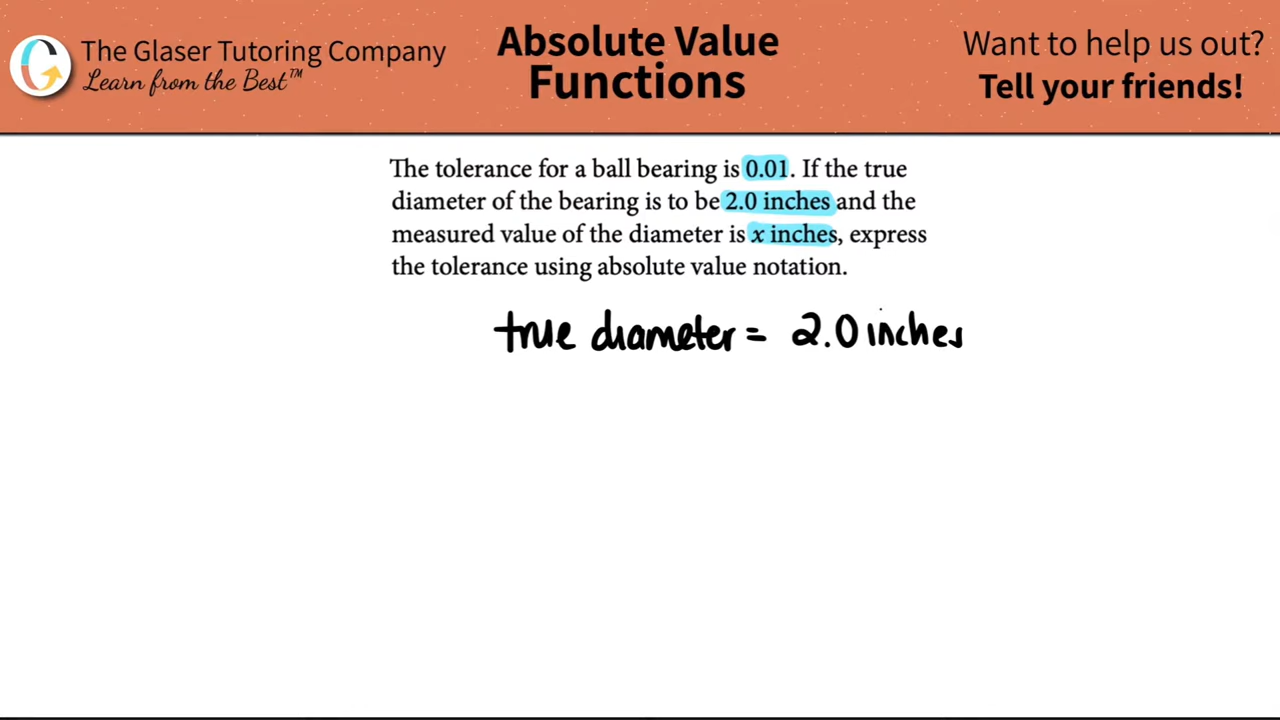 The Glaser Tutoring Company
Learn from the Best™
Absolute Value
Functions
Want to help us out?
Tell your friends!
The tolerance for a ball bearing is 0.01. If the true
diameter of the bearing is to be 2.0 inches and the
measured value of the diameter is x inches, express
the tolerance using absolute value notation.
true diameter = 2.0 inches